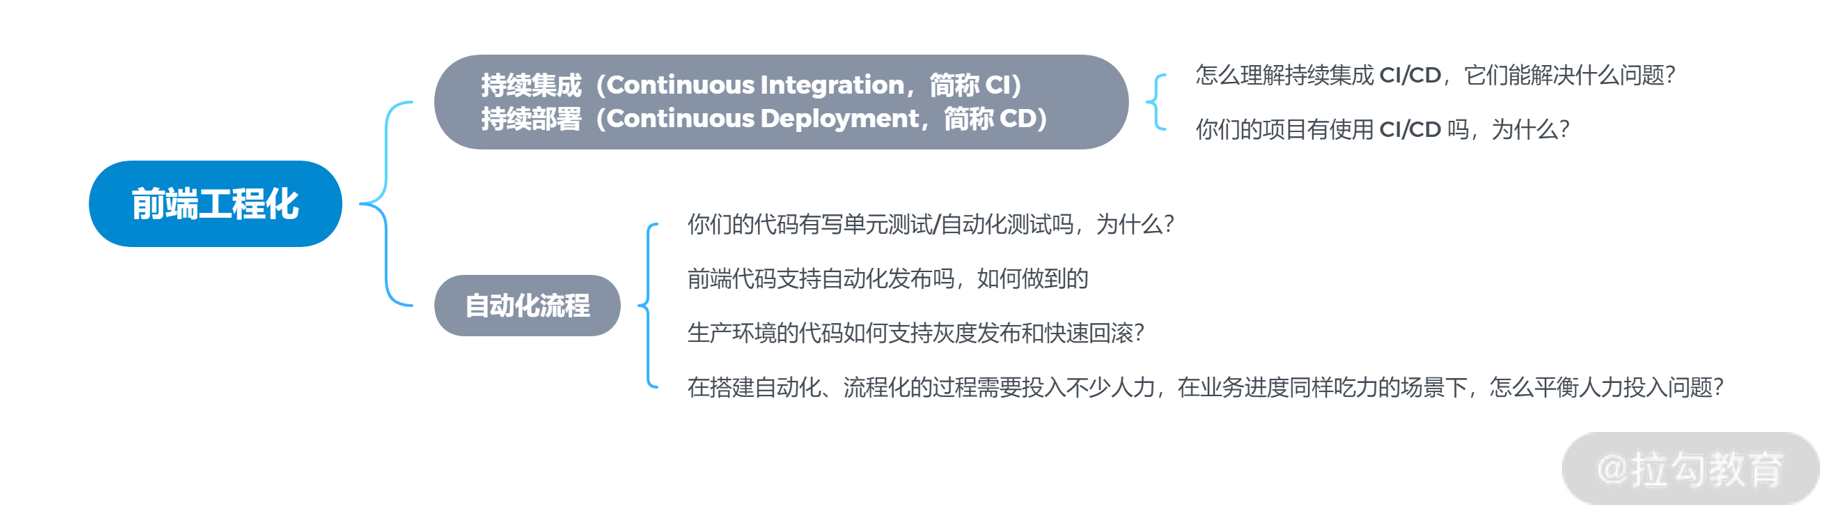 前端工程化
持续集成（Continuous Integration，简称 CI）
持续部署（Continuous Deployment，简称 CD）
怎么理解持续集成 CI/CD，它们能解决什么问题？
你们的项目有使用 CI/CD 吗，为什么？
自动化流程
你们的代码有写单元测试/自动化测试吗，为什么？
前端代码支持自动化发布吗，如何做到的
生产环境的代码如何支持灰度发布和快速回滚？
在搭建自动化、流程化的过程需要投入不少人力，在业务进度同样吃力的场景下，怎么平衡人力投入问题？
@拉勾教育